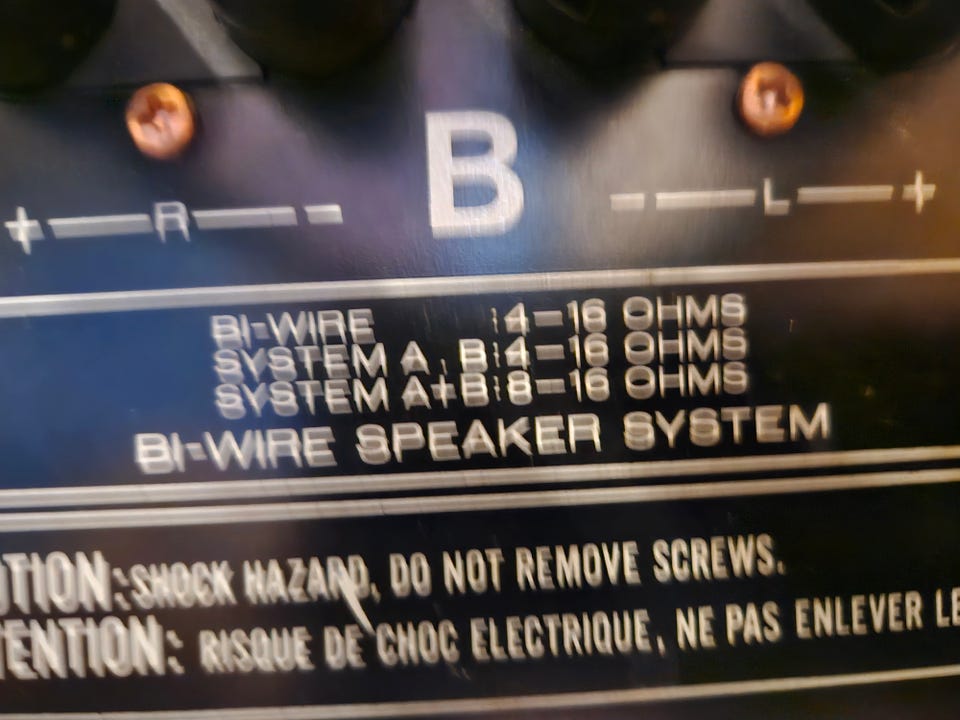 B
+ — R — - - — L — +
BI-WIRE : 4-16 OHMS
SYSTEM A, B : 4-16 OHMS
SYSTEM A+B : 8-16 OHMS
BI-WIRE SPEAKER SYSTEM
UTION: SHOCK HAZARD, DO NOT REMOVE SCREWS.
TENTION: RISQUE DE CHOC ELECTRIQUE, NE PAS ENLEVER LE